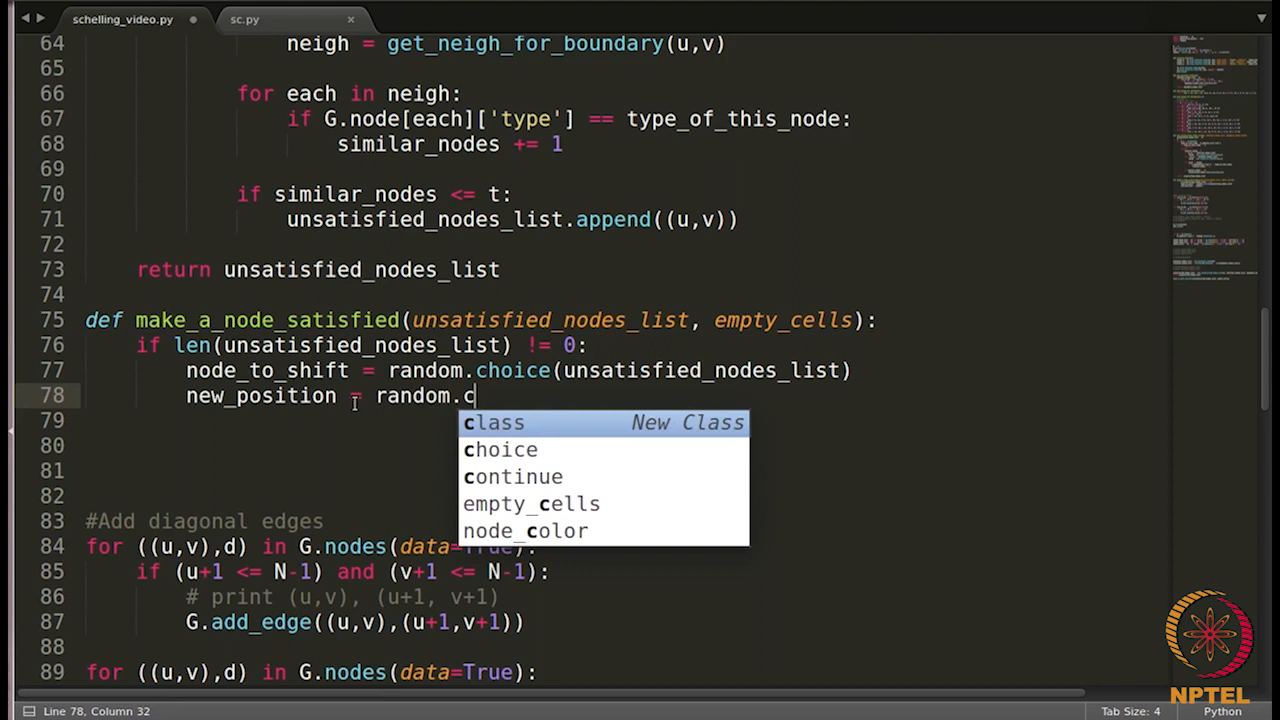 schelling_video.py
sc.py
64 neigh = get_neigh_for_boundary(u,v)
65
66 for each in neigh:
67 if G.node[each]['type'] == type_of_this_node:
68 similar_nodes += 1
69
70 if similar_nodes <= t:
71 unsatisfied_nodes_list.append((u,v))
72
73 return unsatisfied_nodes_list
74
75 def make_a_node_satisfied(unsatisfied_nodes_list, empty_cells):
76 if len(unsatisfied_nodes_list) != 0:
77 node_to_shift = random.choice(unsatisfied_nodes_list)
78 new_position = random.c
class New Class
choice
continue
empty_cells
node_color
79
80
81
82
83 #Add diagonal edges
84 for ((u,v),d) in G.nodes(data=True):
85 if (u+1 <= N-1) and (v+1 <= N-1):
86 # print (u,v), (u+1, v+1)
87 G.add_edge((u,v),(u+1,v+1))
88
89 for ((u,v),d) in G.nodes(data=True):
NPTEL
Line 78, Column 32
Tab Size: 4
Python